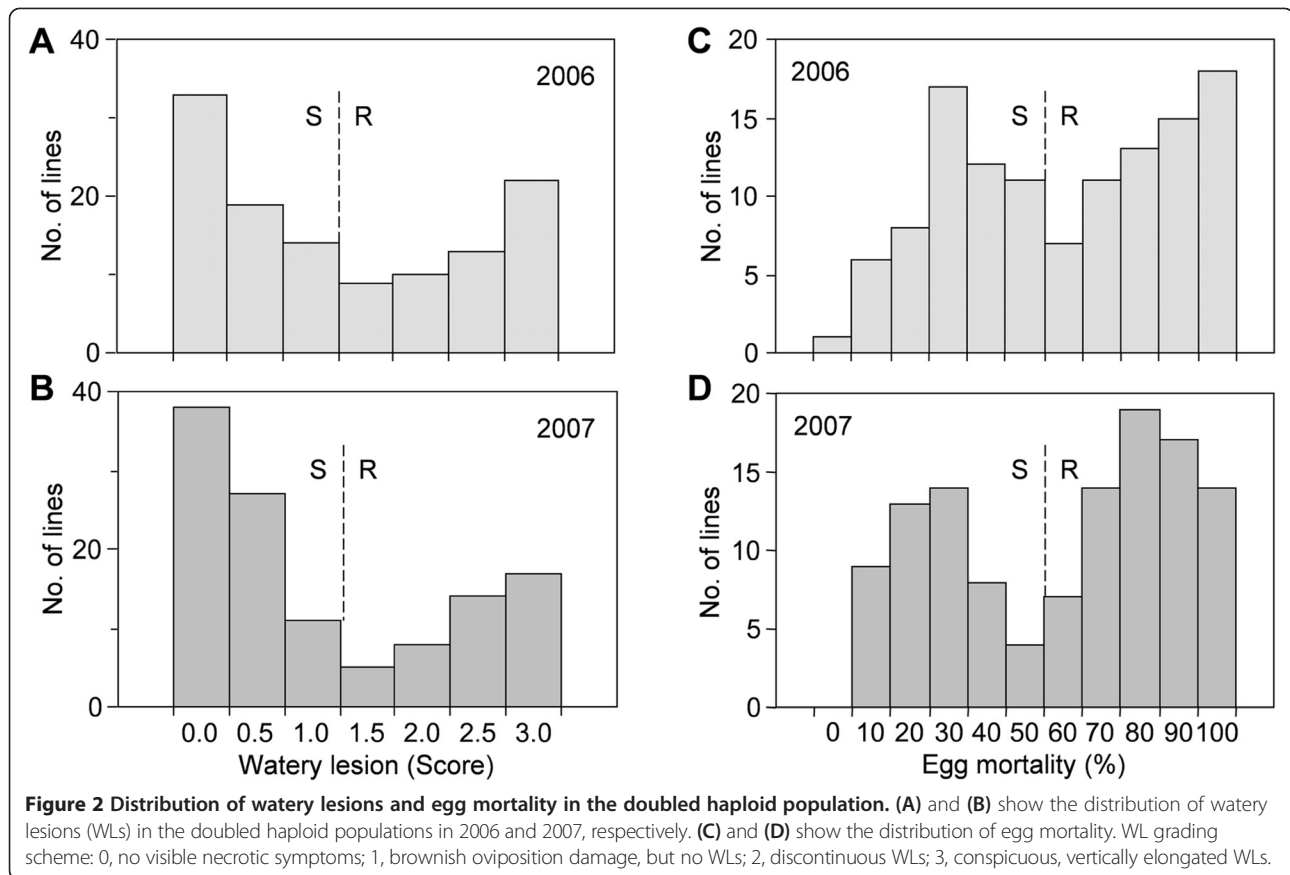 A
40
20
0
No. of lines
2006
S R
B
40
20
0
No. of lines
2007
S R
0.0 0.5 1.0 1.5 2.0 2.5 3.0
Watery lesion (Score)
C
20
15
10
5
0
No. of lines
2006
S R
D
20
15
10
5
0
No. of lines
2007
S R
0 10 20 30 40 50 60 70 80 90 100
Egg mortality (%)
Figure 2 Distribution of watery lesions and egg mortality in the doubled haploid population. (A) and (B) show the distribution of watery
lesions (WLs) in the doubled haploid populations in 2006 and 2007, respectively. (C) and (D) show the distribution of egg mortality. WL grading
scheme: 0, no visible necrotic symptoms; 1, brownish oviposition damage, but no WLs; 2, discontinuous WLs; 3, conspicuous, vertically elongated WLs.